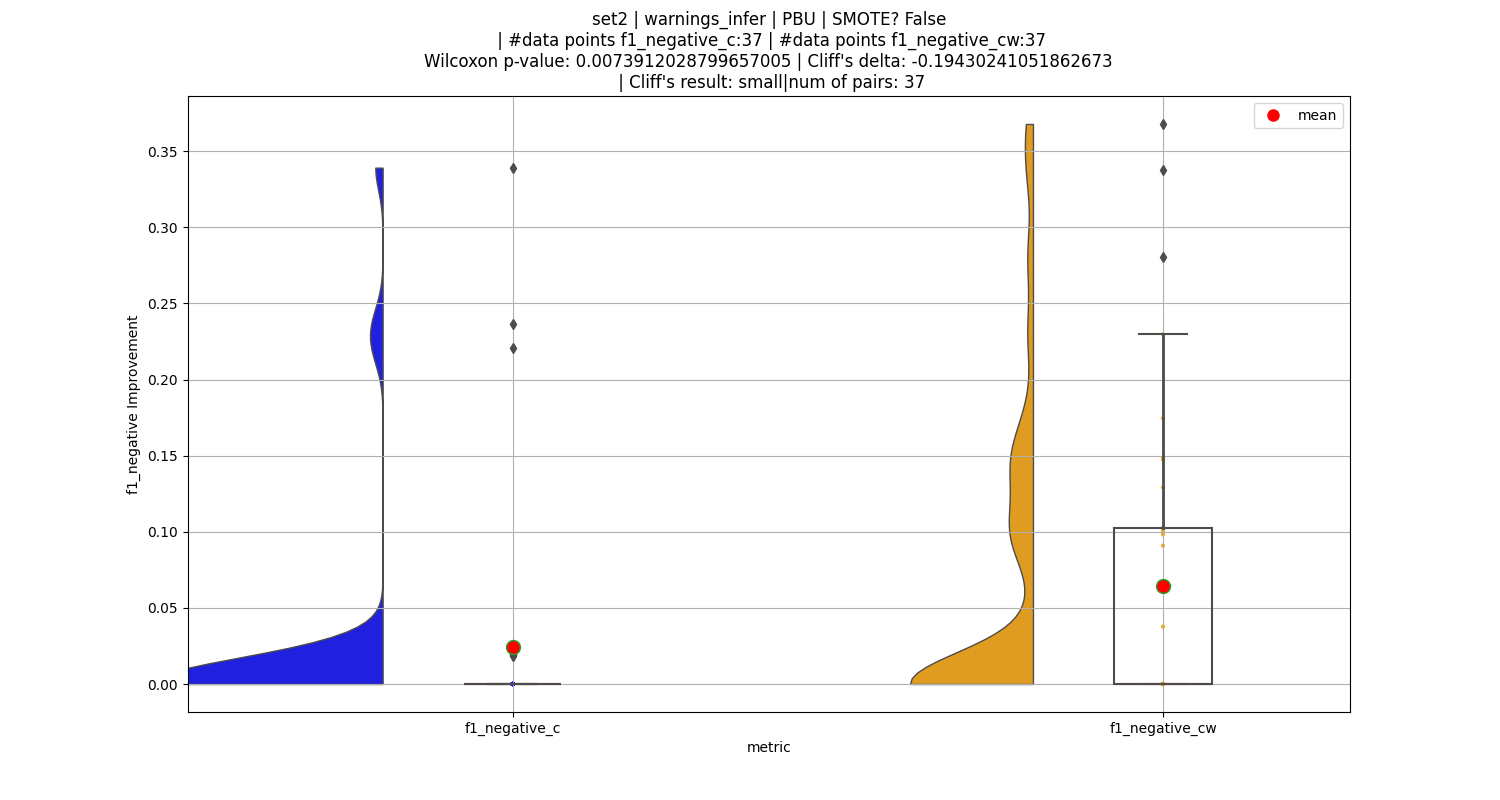 set2 | warnings_infer | PBU | SMOTE? False
| #data points f1_negative_c:37 | #data points f1_negative_cw:37
Wilcoxon p-value: 0.0073912028799657005 | Cliff's delta: -0.19430241051862673
| Cliff's result: small|num of pairs: 37
mean
0.35
0.30
0.25
0.20
0.15
0.10
0.05
0.00
f1_negative Improvement
f1_negative_c
f1_negative_cw
metric